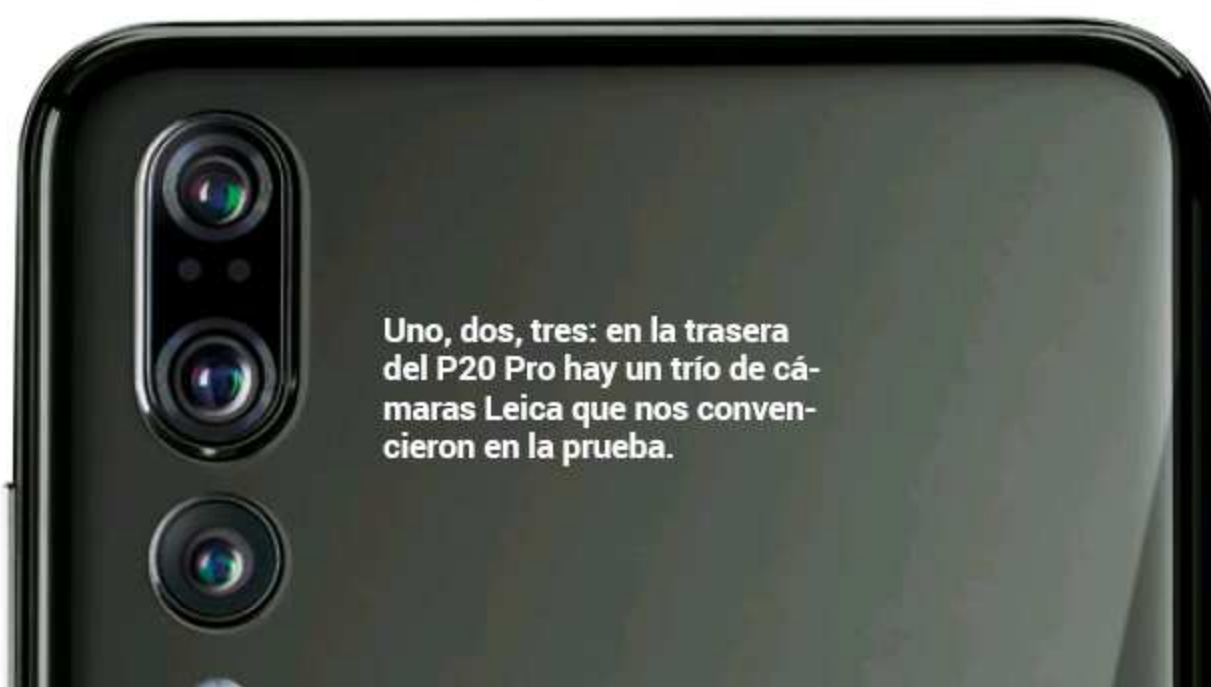 Uno, dos, tres: en la trasera
del P20 Pro hay un trío de cá-
maras Leica que nos conven-
cieron en la prueba.